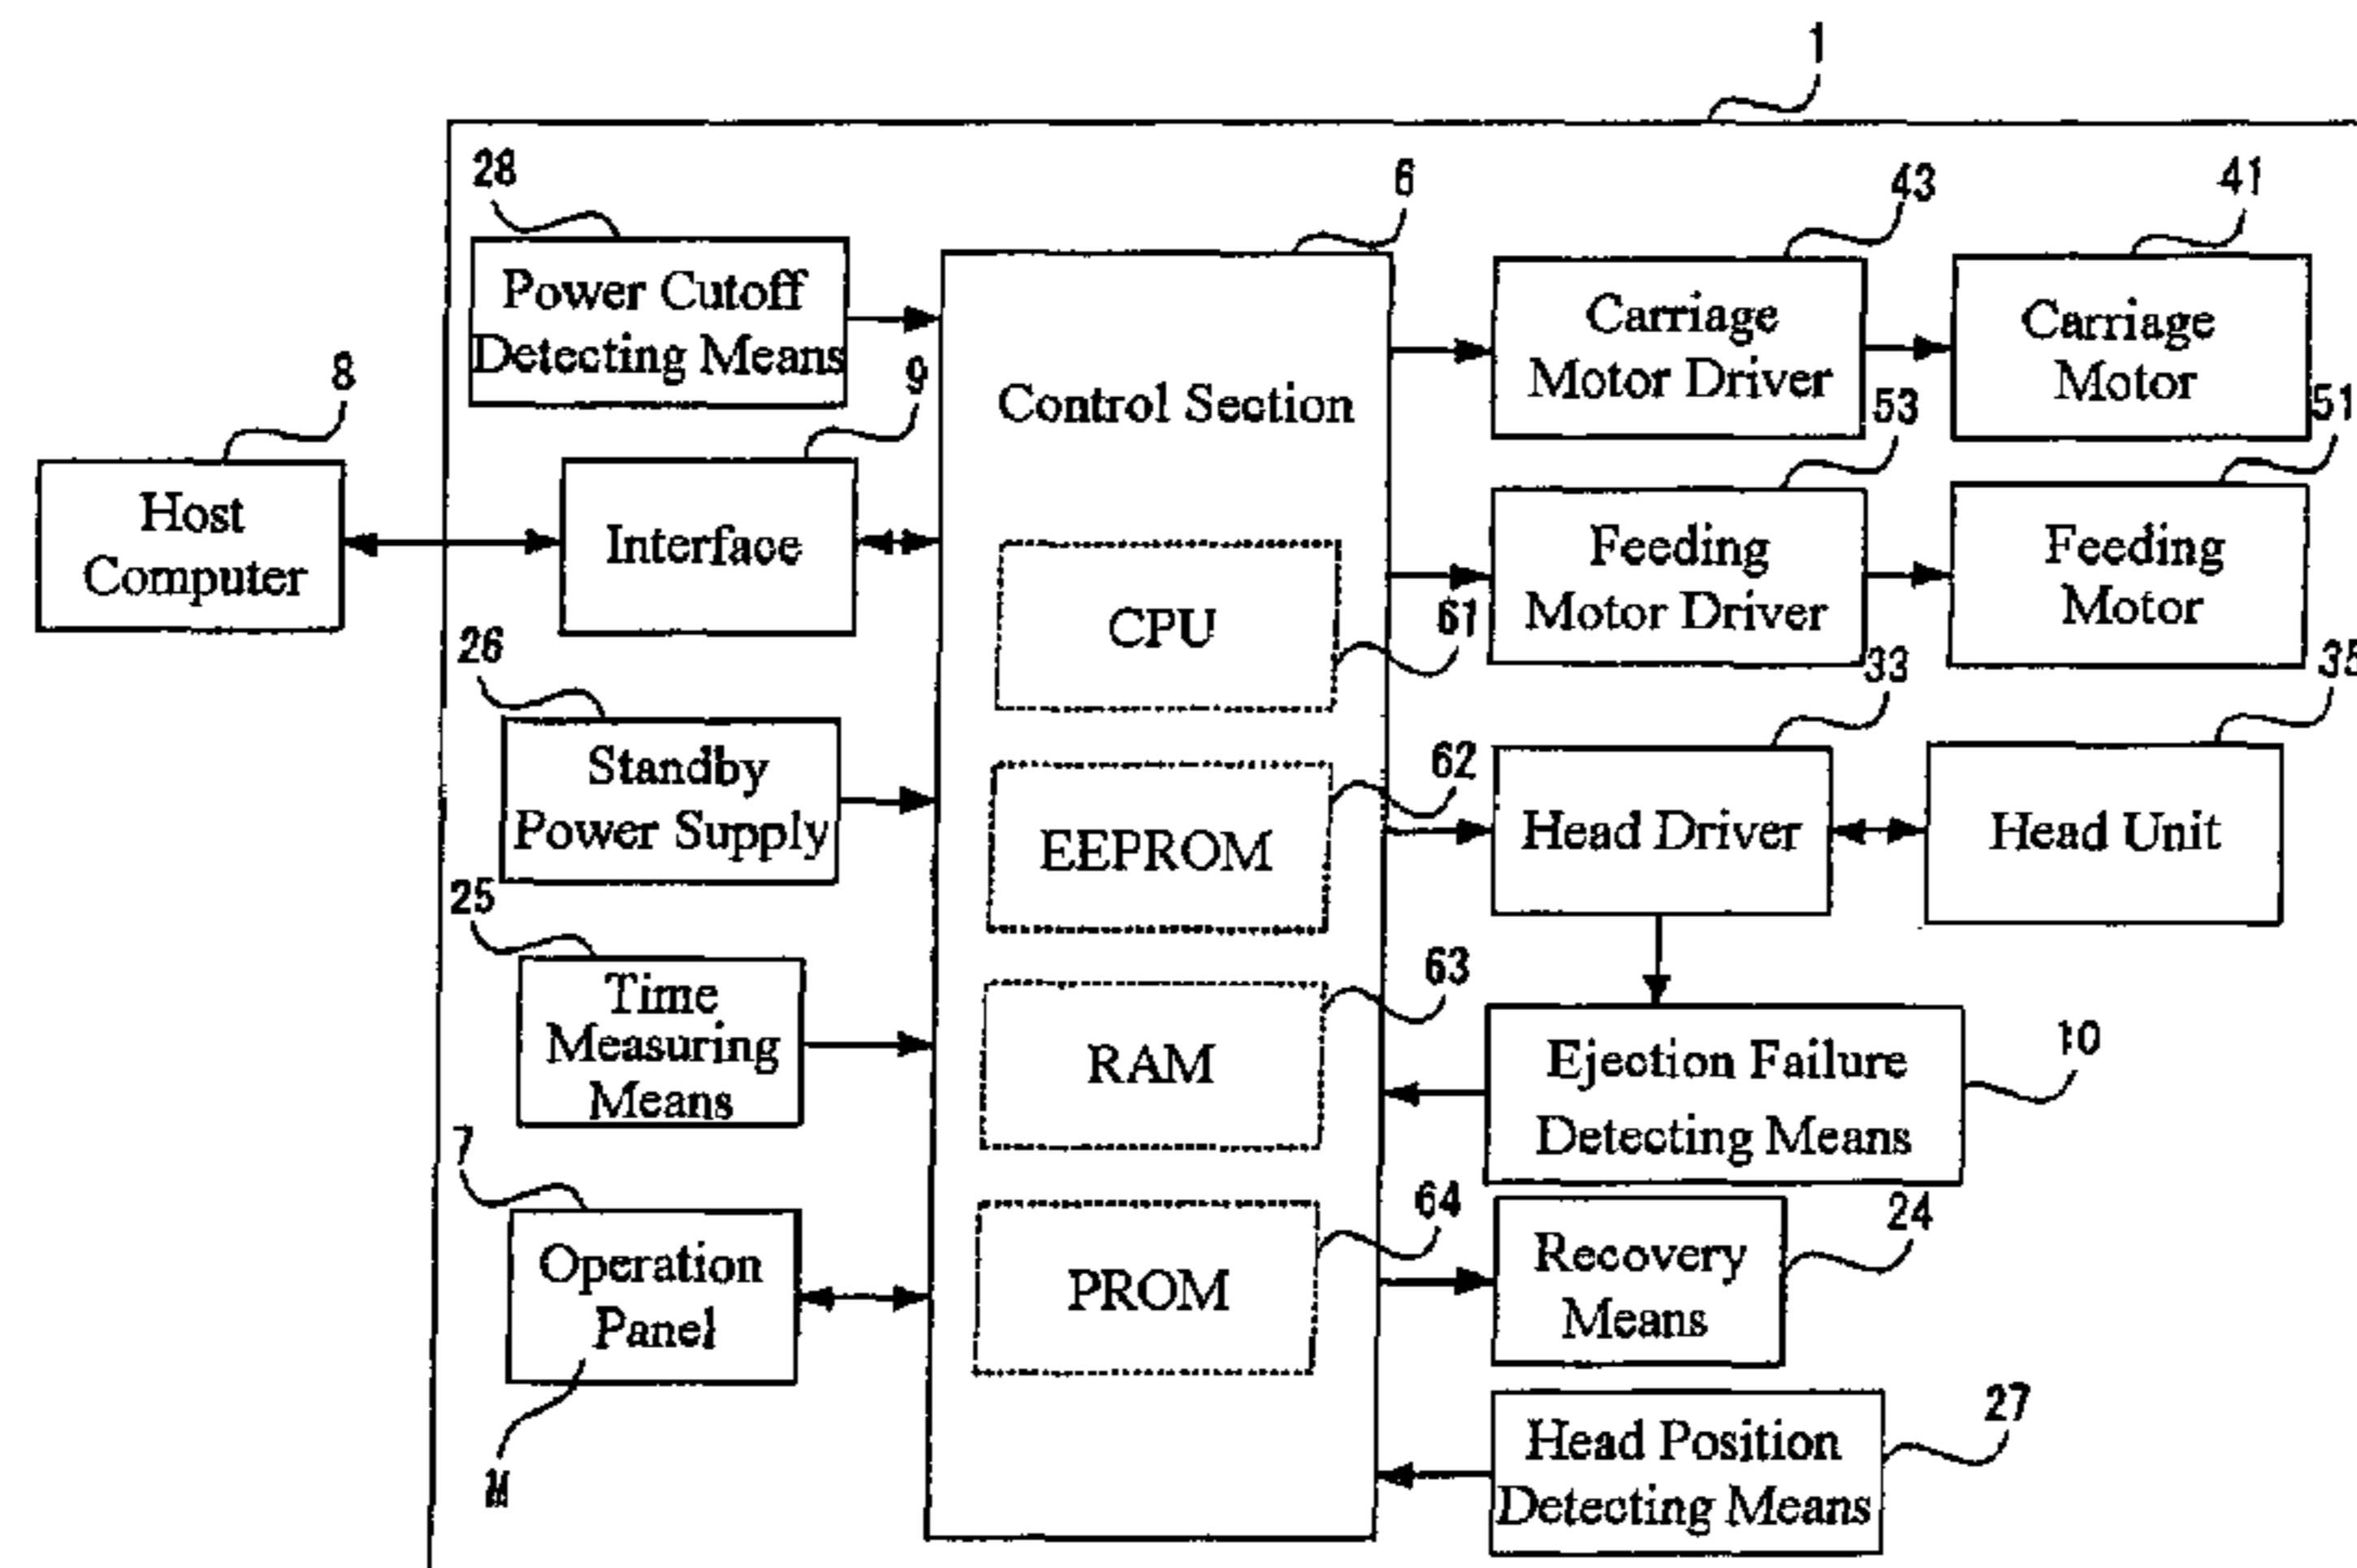 1
28
6
43
41
Power Cutoff
Detecting Means
Carriage
Motor Driver
Carriage
Motor
8
9
Control Section
53
51
Host
Computer
Interface
CPU
61
Feeding
Motor Driver
Feeding
Motor
26
33
35
Standby
Power Supply
62
EEPROM
Head Driver
Head Unit
25
Time
Measuring
Means
63
RAM
Ejection Failure
Detecting Means
10
7
Operation
Panel
64
PROM
Recovery
Means
24
M
Head Position
Detecting Means
27